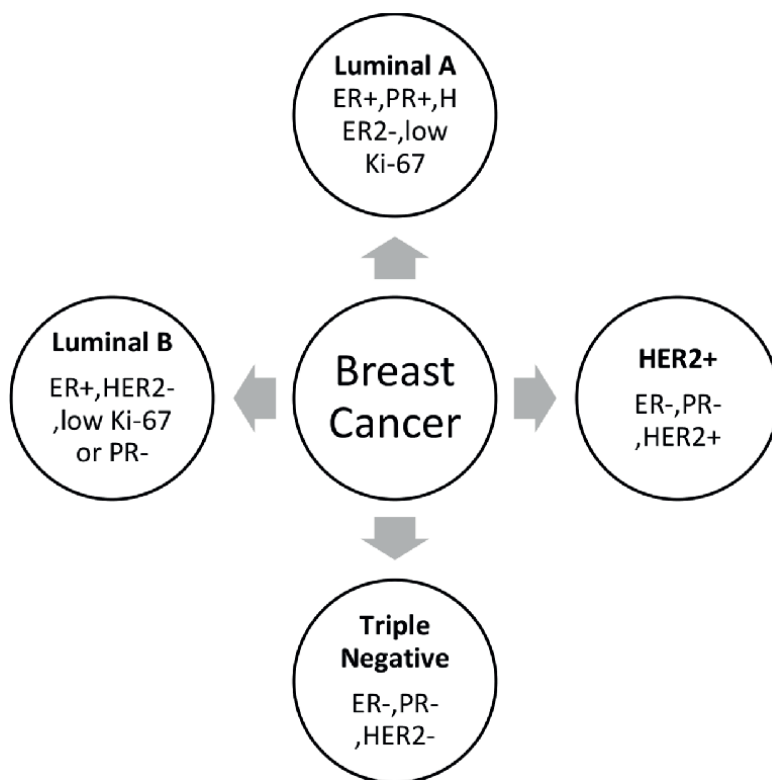 Luminal A
ER+,PR+,H
ER2-,low
Ki-67
Luminal B
ER+,HER2-
,low Ki-67
or PR-
Breast
Cancer
HER2+
ER-,PR-
,HER2+
Triple
Negative
ER-,PR-
,HER2-